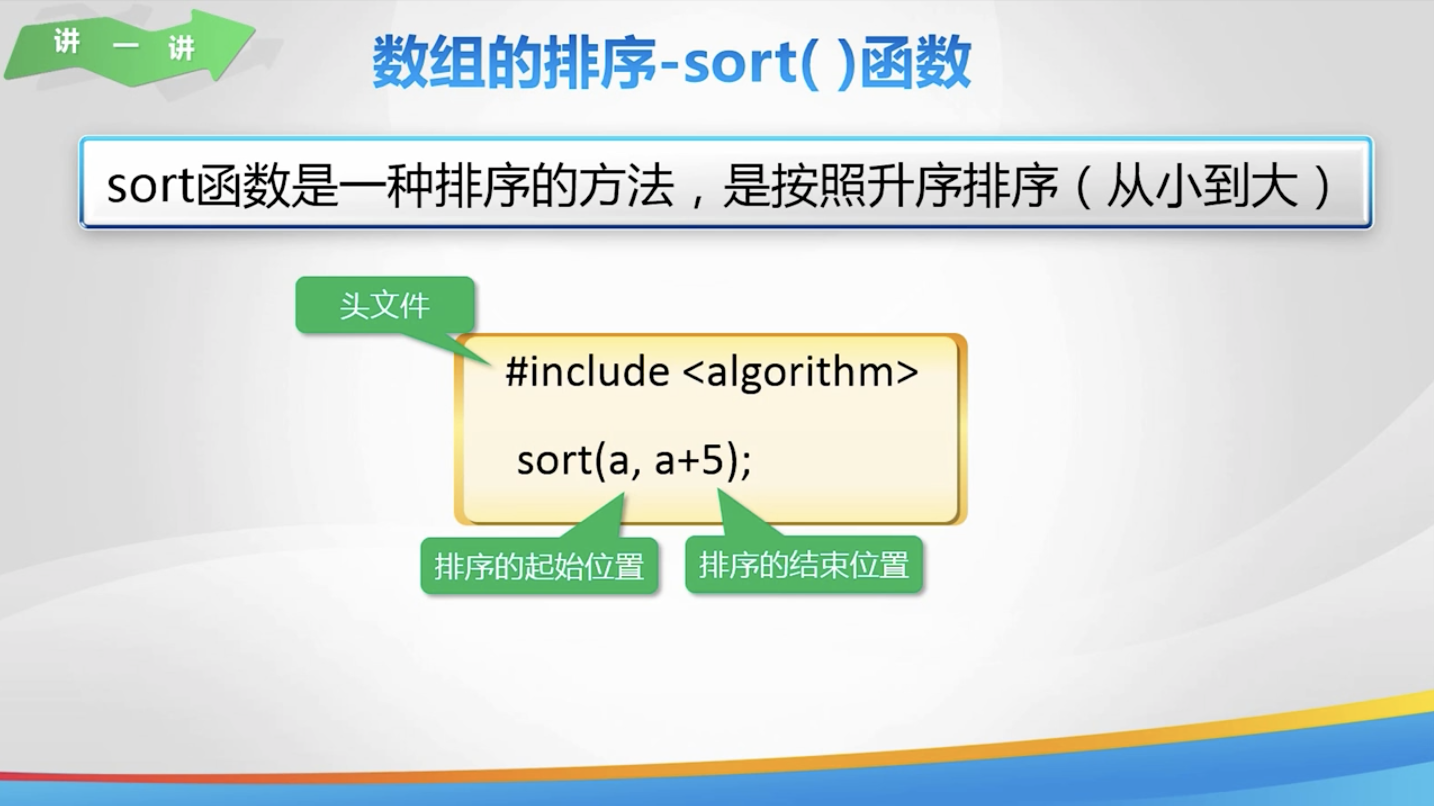 讲 一 讲
数组的排序-sort( )函数
sort函数是一种排序的方法，是按照升序排序（从小到大）
头文件
#include <algorithm>
sort(a, a+5);
排序的起始位置
排序的结束位置